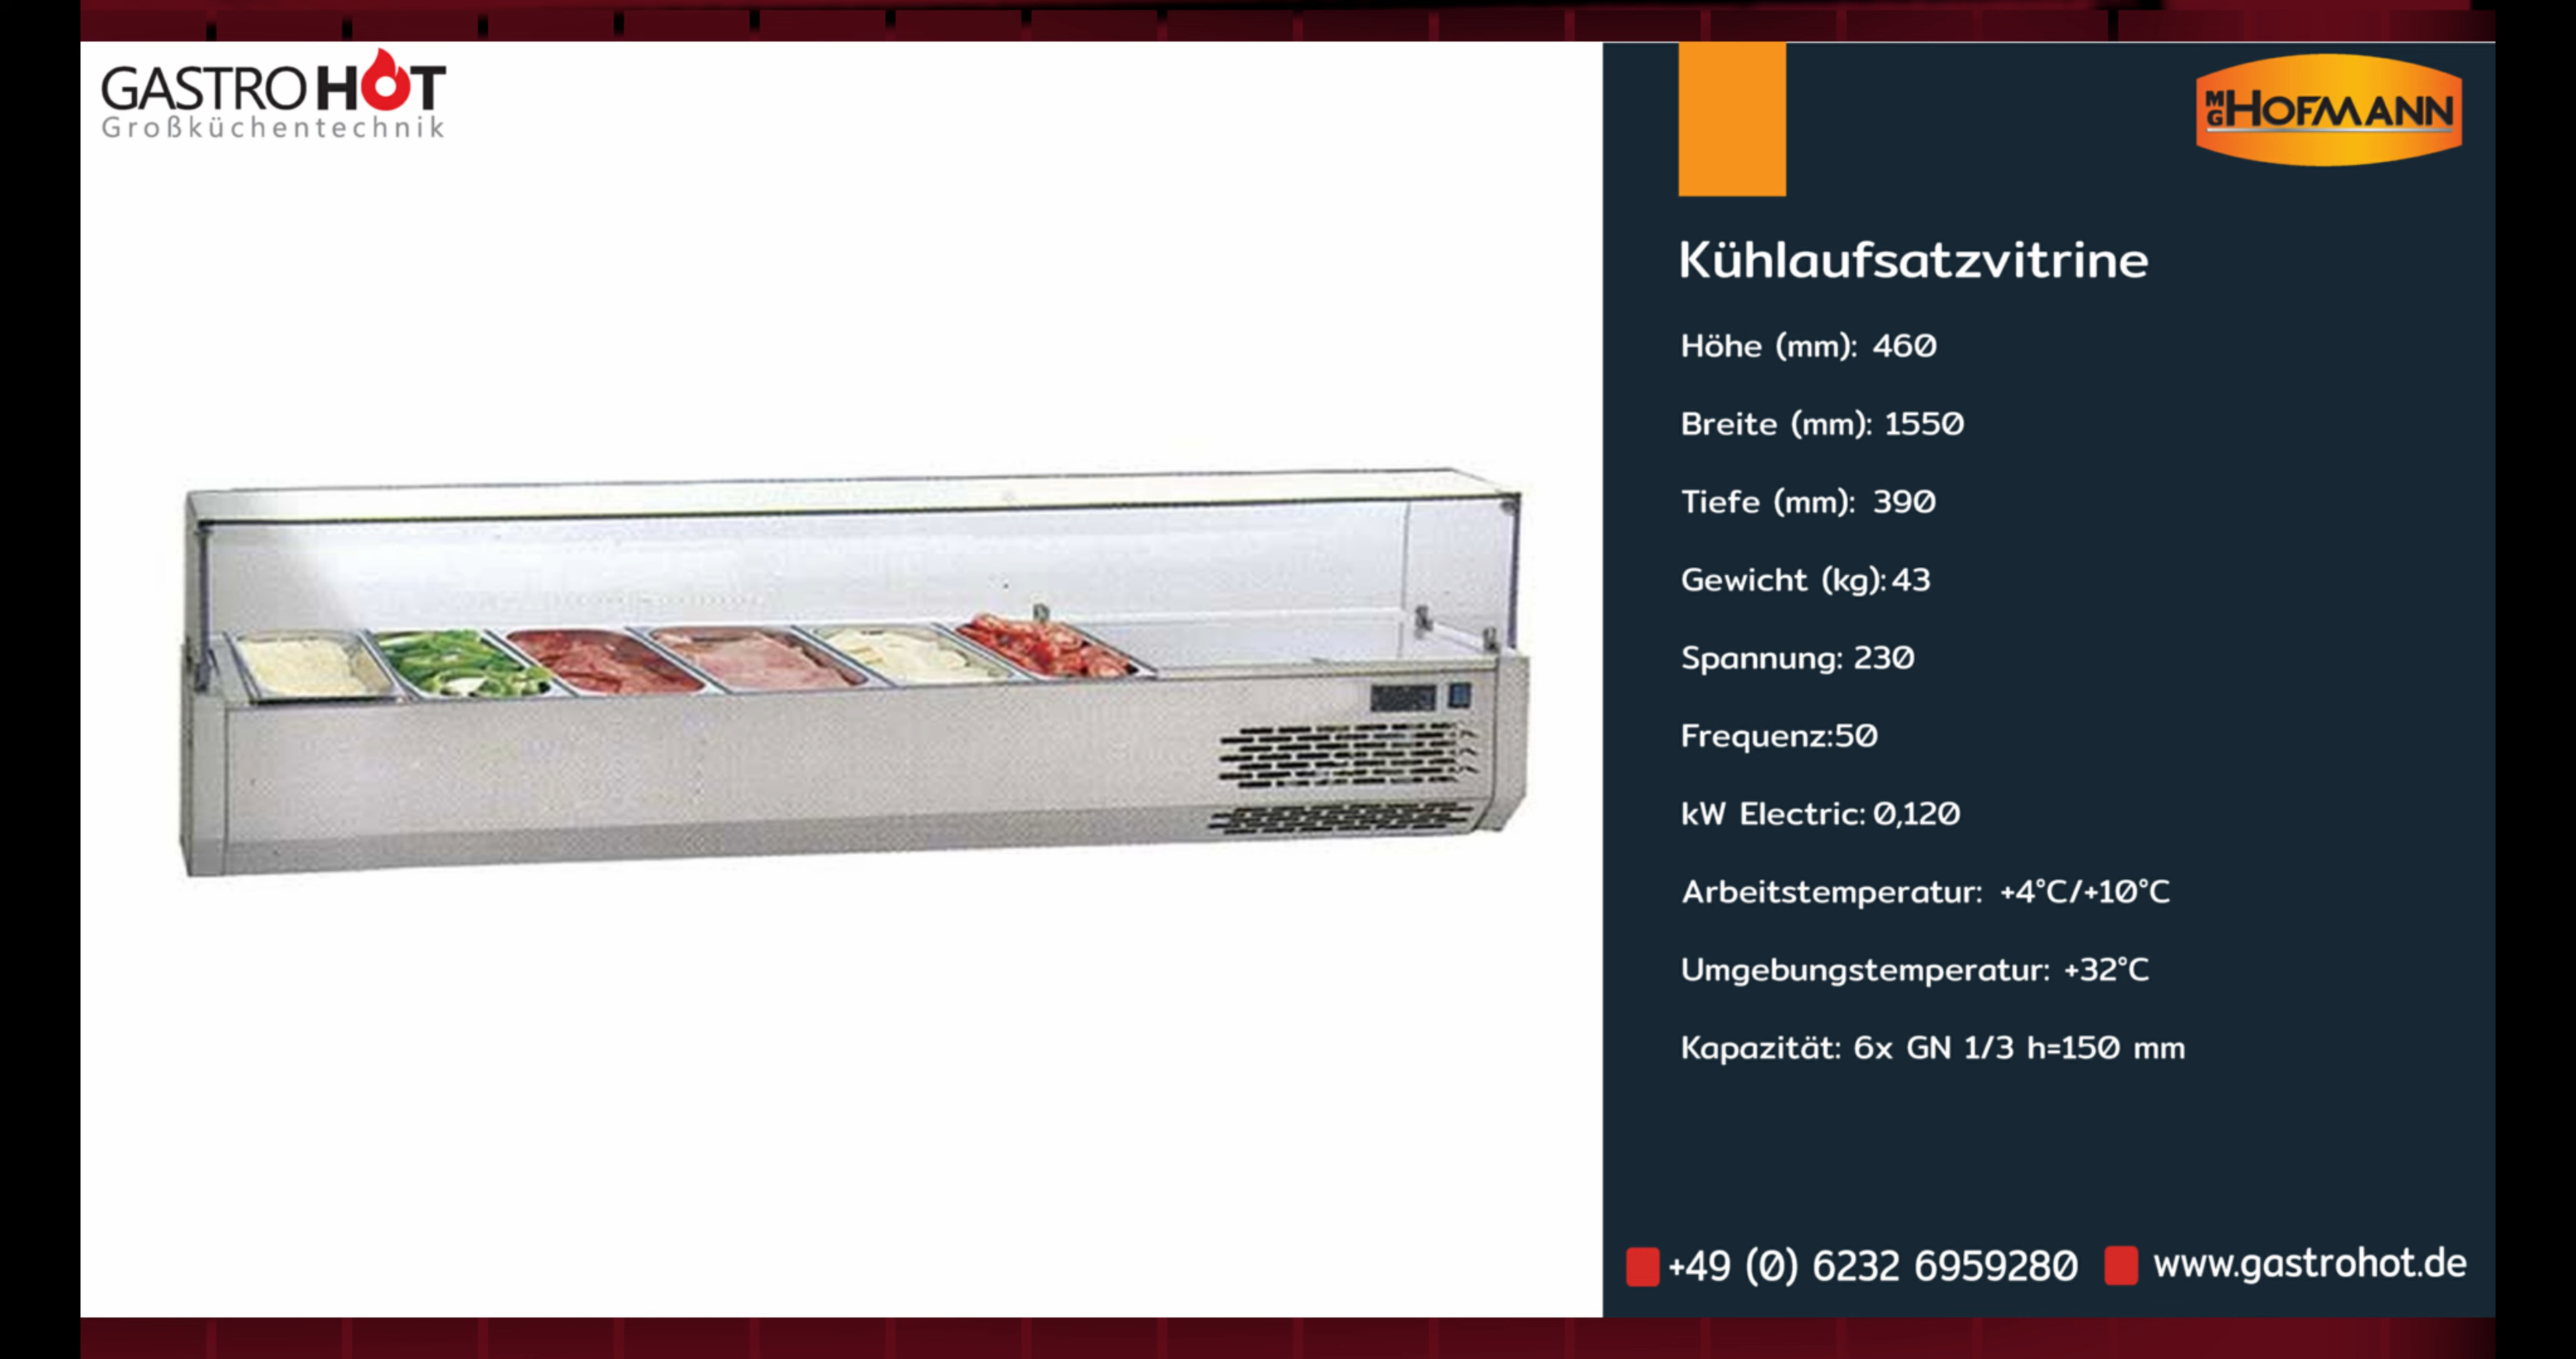 GASTRO HOT
Großküchentechnik
MG HOFMANN
Kühlaufsatzvitrine
Höhe (mm): 460
Breite (mm): 1550
Tiefe (mm): 390
Gewicht (kg): 43
Spannung: 230
Frequenz:50
kW Electric: 0,120
Arbeitstemperatur: +4°C/+10°C
Umgebungstemperatur: +32°C
Kapazität: 6x GN 1/3 h=150 mm
+49 (0) 6232 6959280 www.gastrohot.de